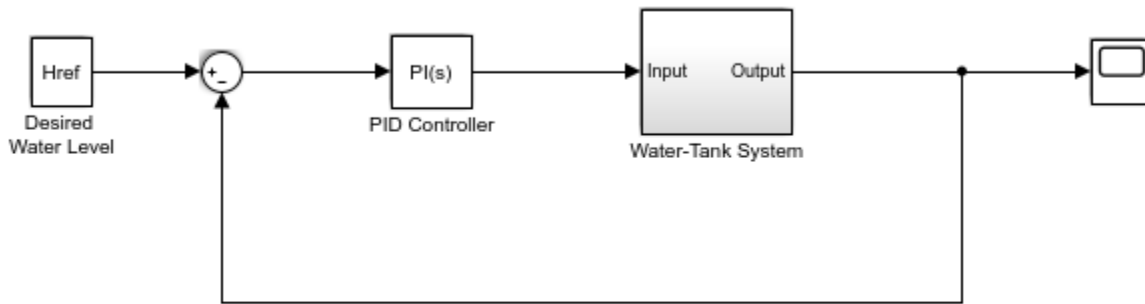 Href
+
−
PI(s)
Input
Output
Desired
Water Level
PID Controller
Water-Tank System